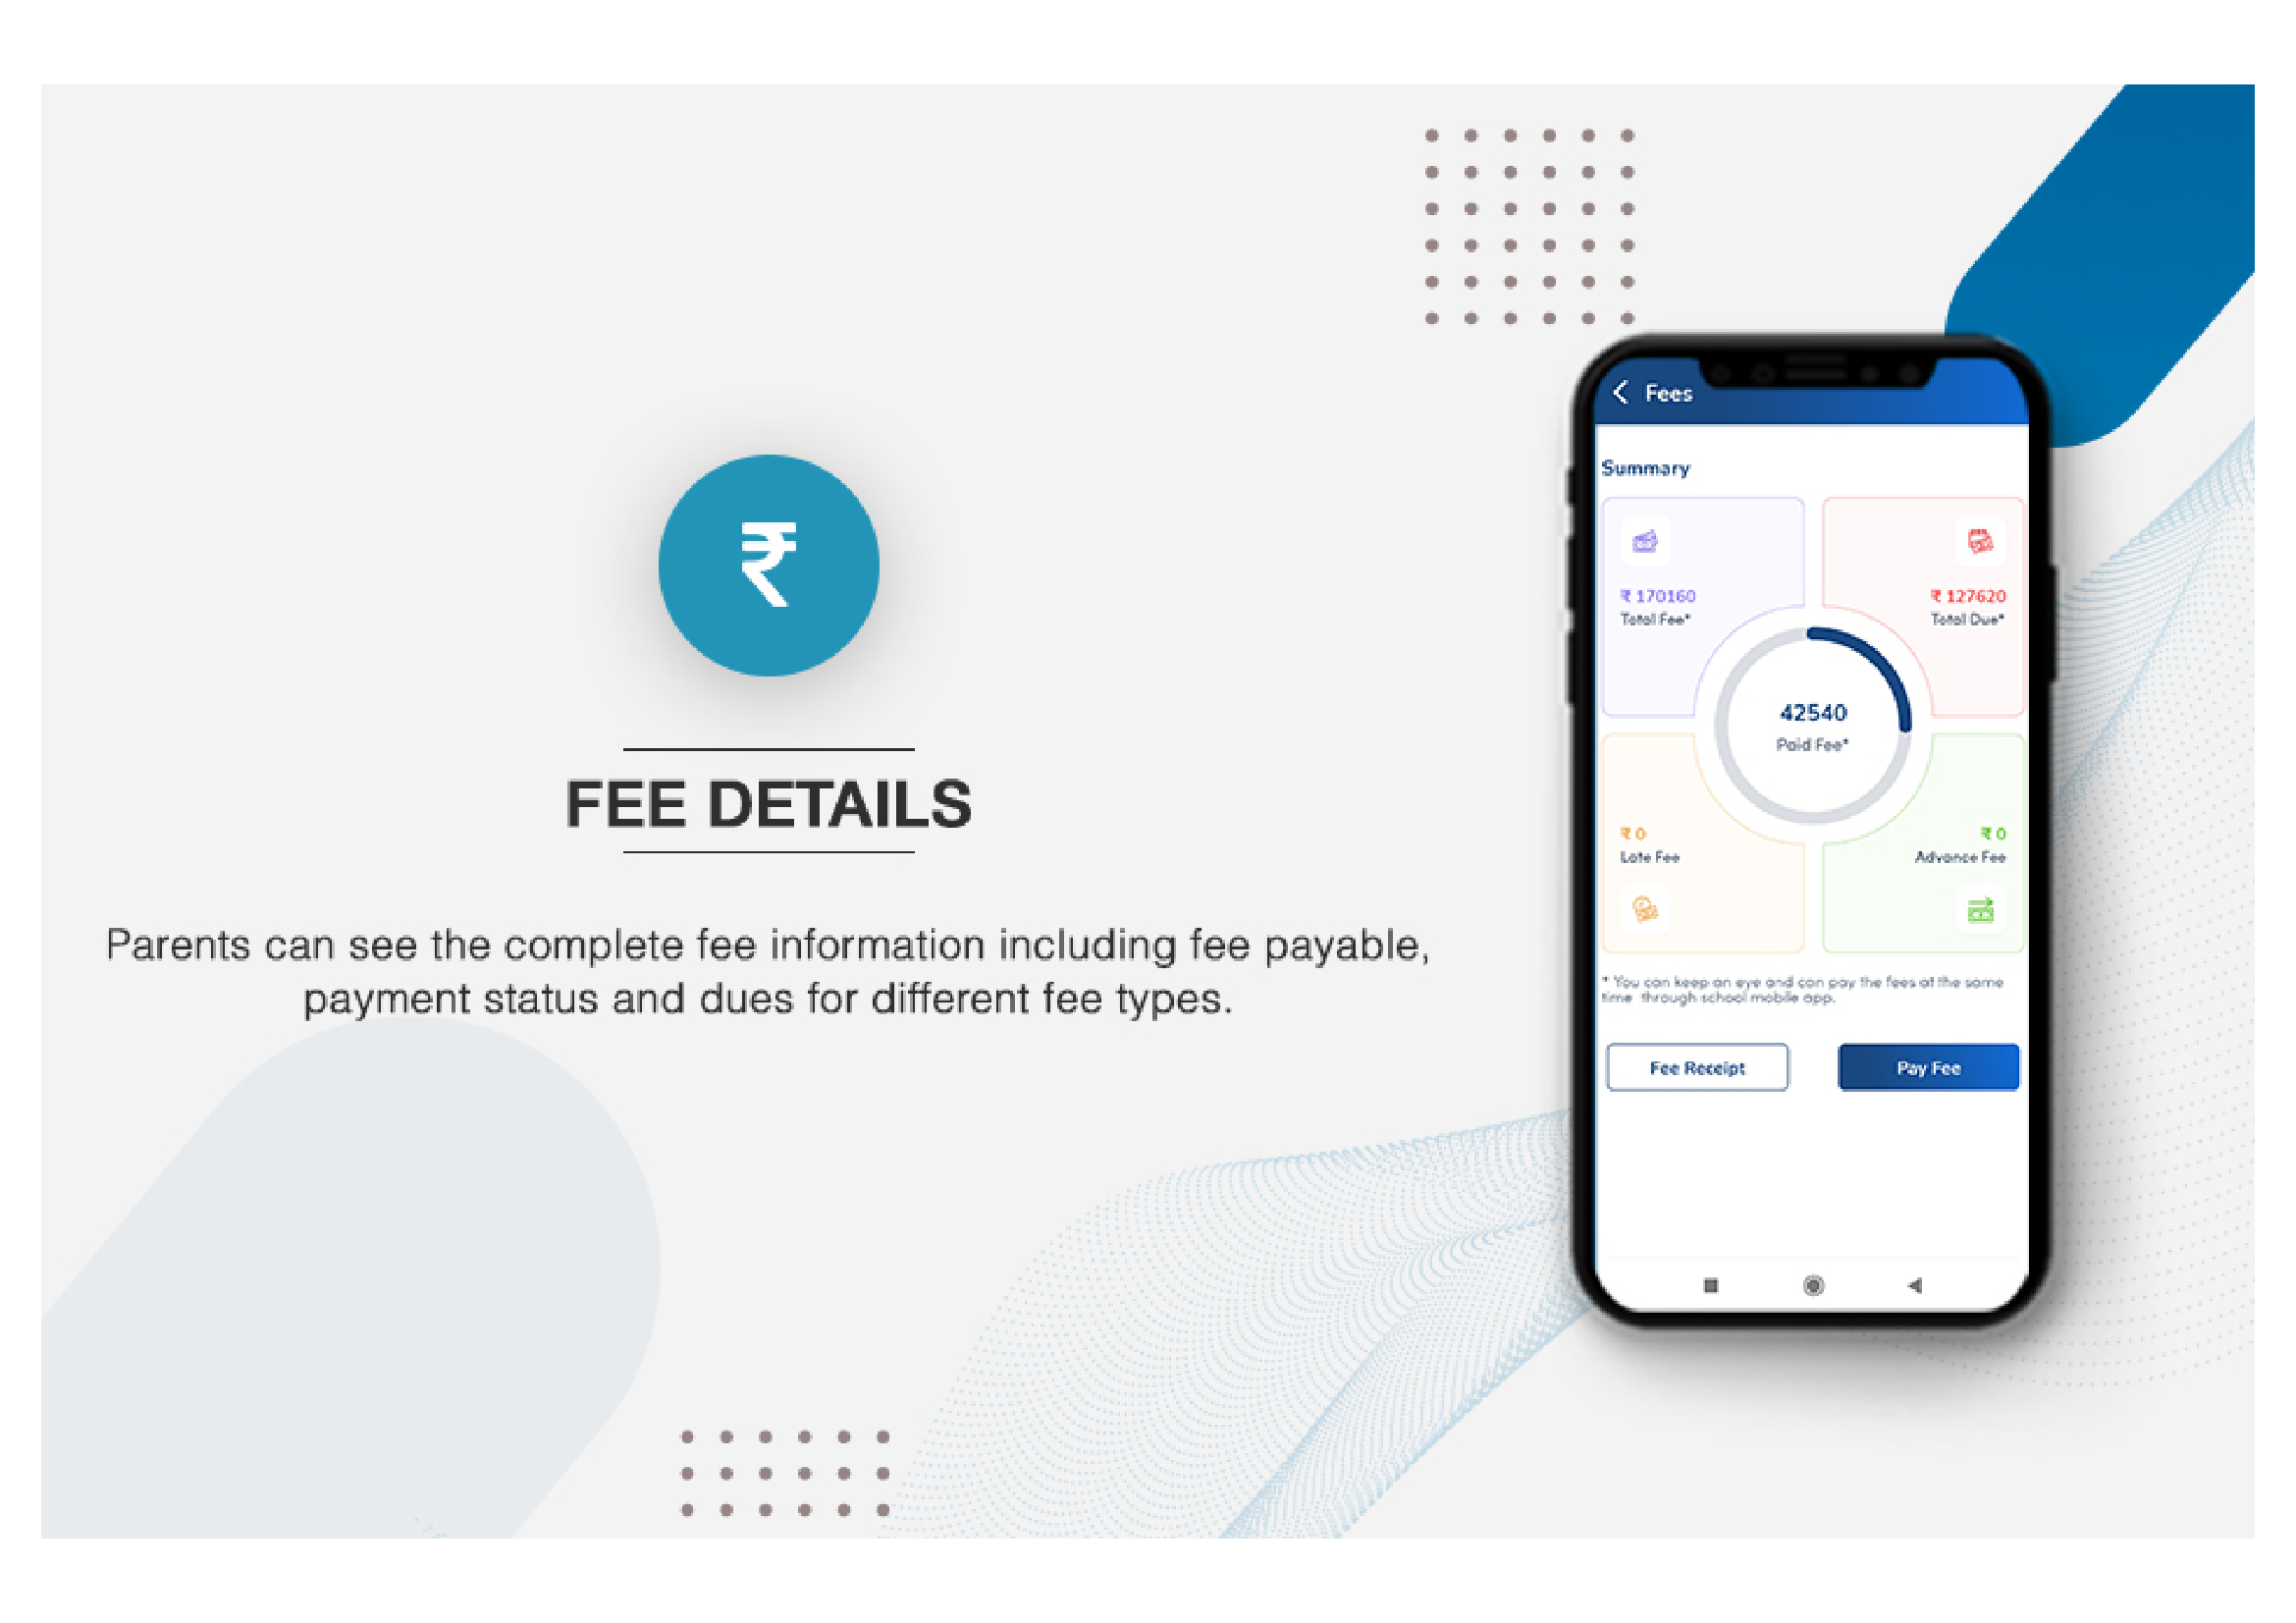 ₹
FEE DETAILS
Parents can see the complete fee information including fee payable,
payment status and dues for different fee types.
Fees
Summary
₹ 170160
Total Fee*
₹ 127620
Total Due*
42540
Paid Fee*
₹ 0
Late Fee
₹ 0
Advance Fee
* You can keep an eye and can pay the fees at the same
time through school mobile app.
Fee Receipt
Pay Fee